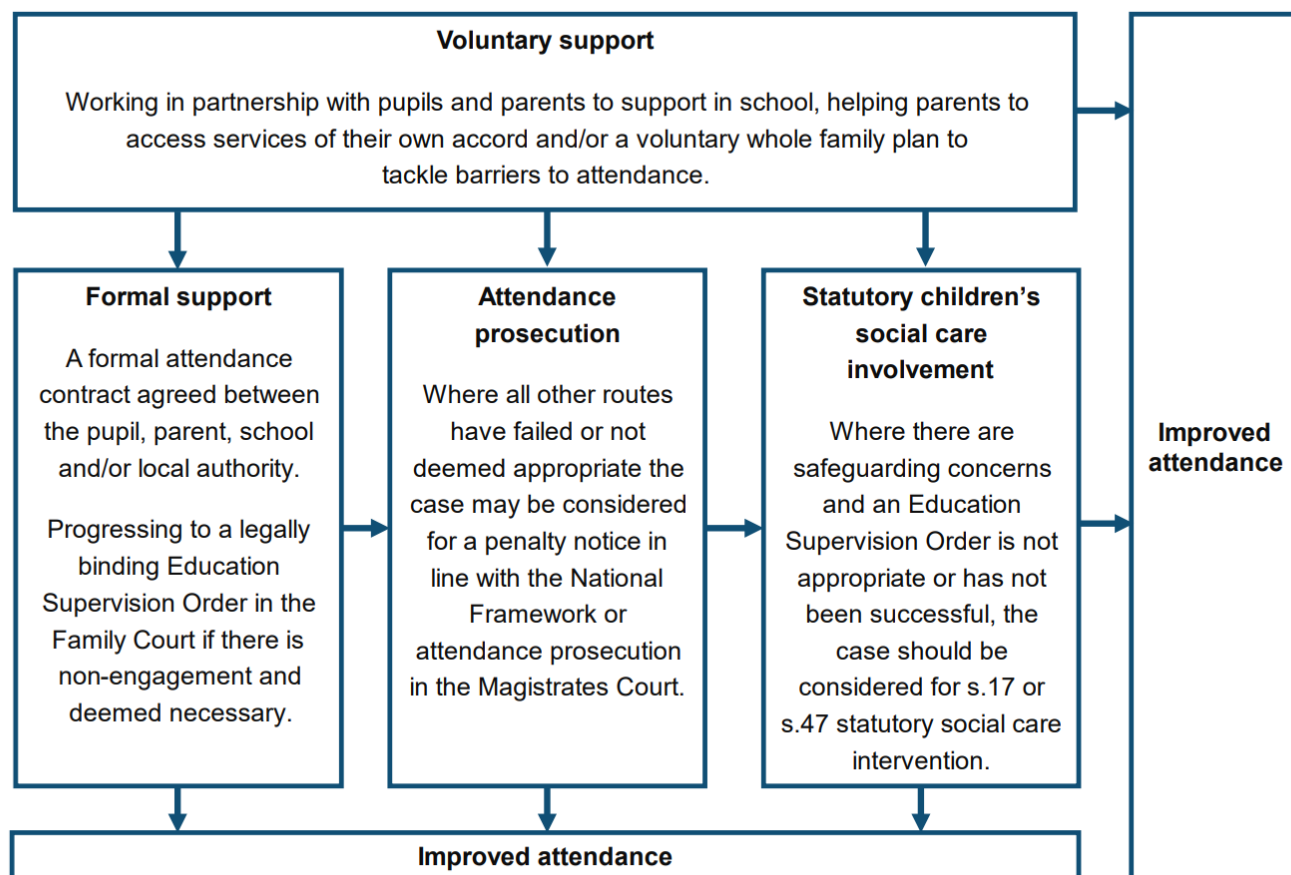 Voluntary support
Working in partnership with pupils and parents to support in school, helping parents to
access services of their own accord and/or a voluntary whole family plan to
tackle barriers to attendance.
Formal support
A formal attendance
contract agreed between
the pupil, parent, school
and/or local authority.
Progressing to a legally
binding Education
Supervision Order in the
Family Court if there is
non-engagement and
deemed necessary.
Attendance
prosecution
Where all other routes
have failed or not
deemed appropriate the
case may be considered
for a penalty notice in
line with the National
Framework or
attendance prosecution
in the Magistrates Court.
Statutory children’s
social care
involvement
Where there are
safeguarding concerns
and an Education
Supervision Order is not
appropriate or has not
been successful, the
case should be
considered for s.17 or
s.47 statutory social care
intervention.
Improved
attendance
Improved attendance